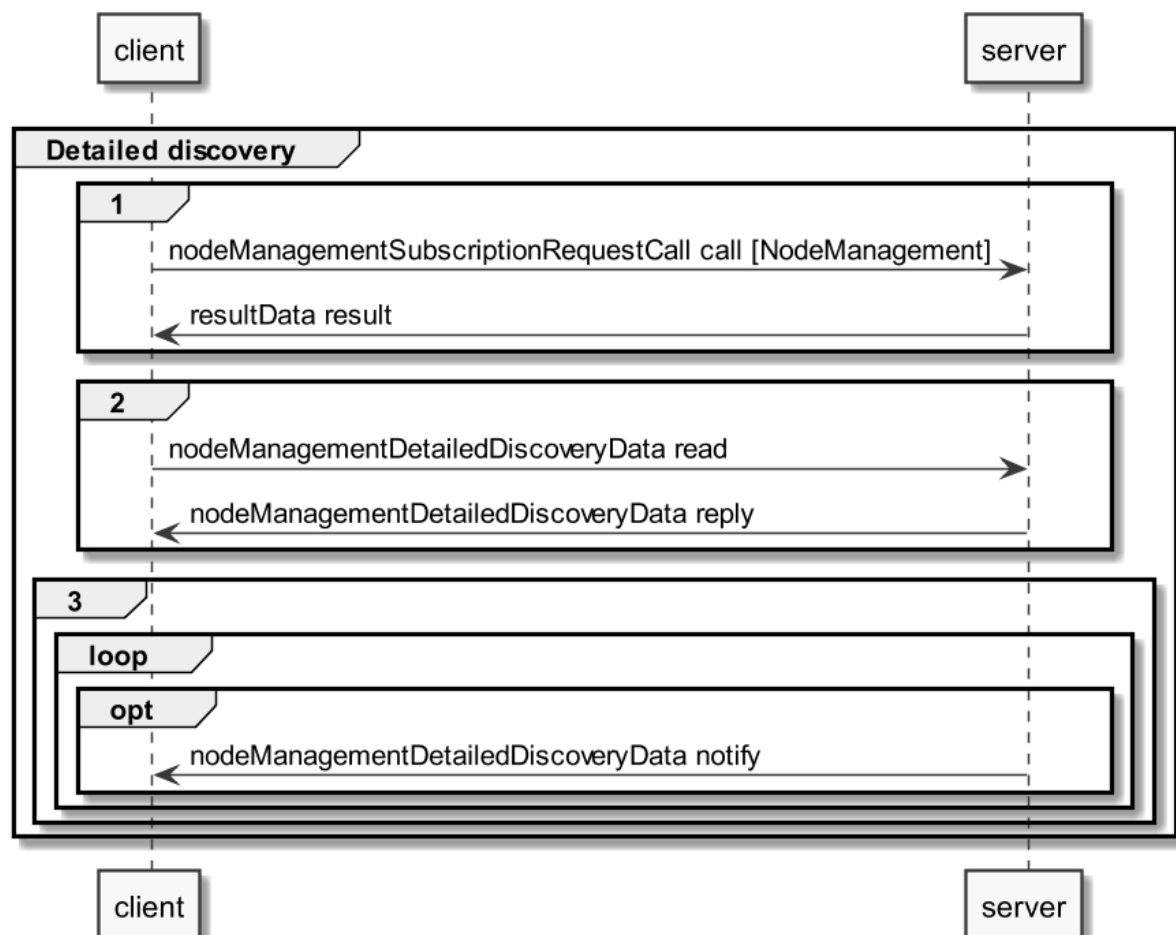 client
server
Detailed discovery
1
nodeManagementSubscriptionRequestCall call [NodeManagement]
resultData result
2
nodeManagementDetailedDiscoveryData read
nodeManagementDetailedDiscoveryData reply
3
loop
opt
nodeManagementDetailedDiscoveryData notify
client
server